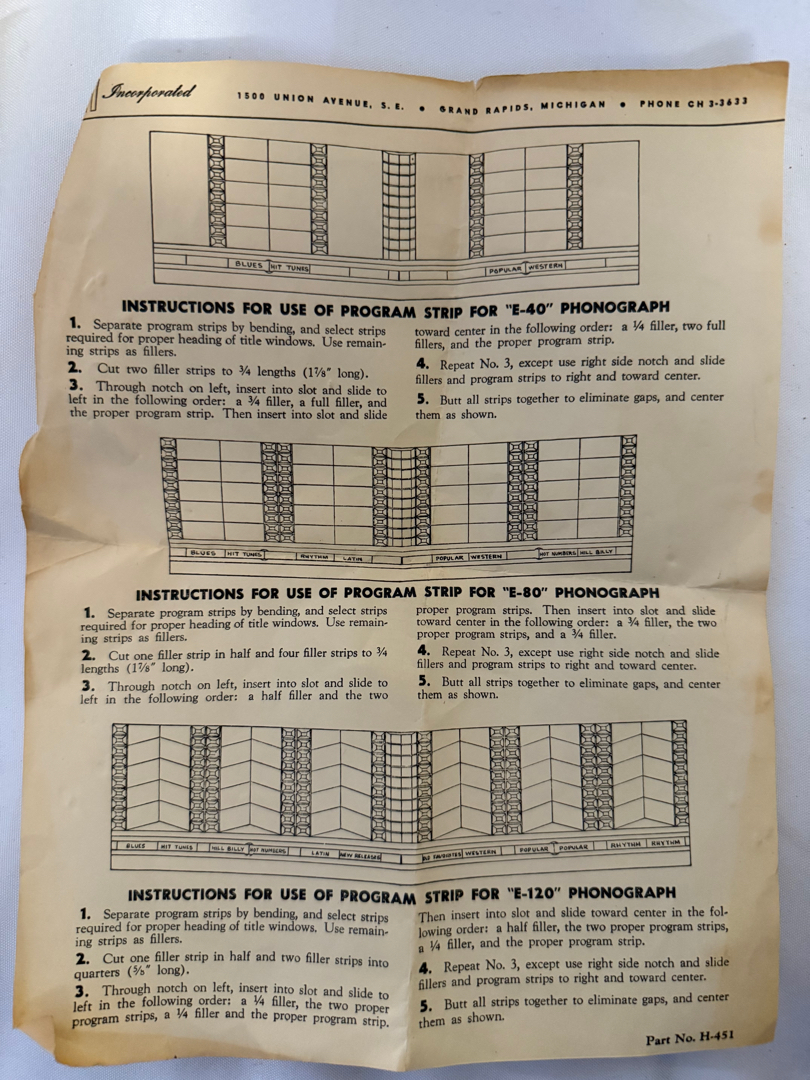 Incorporated
1500 UNION AVENUE, S. E. • GRAND RAPIDS, MICHIGAN • PHONE CH 3-3633
BLUES HIT TUNES POPULAR WESTERN
INSTRUCTIONS FOR USE OF PROGRAM STRIP FOR "E-40" PHONOGRAPH
1. Separate program strips by bending, and select strips
required for proper heading of title windows. Use remain-
ing strips as fillers.
2. Cut two filler strips to ¾ lengths (1⅞" long).
3. Through notch on left, insert into slot and slide to
left in the following order: a ¾ filler, a full filler, and
the proper program strip. Then insert into slot and slide
toward center in the following order: a ¼ filler, two full
fillers, and the proper program strip.
4. Repeat No. 3, except use right side notch and slide
fillers and program strips to right and toward center.
5. Butt all strips together to eliminate gaps, and center
them as shown.
BLUES HIT TUNES RHYTHM LATIN POPULAR WESTERN HOT NUMBERS HILL BILLY
INSTRUCTIONS FOR USE OF PROGRAM STRIP FOR "E-80" PHONOGRAPH
1. Separate program strips by bending, and select strips
required for proper heading of title windows. Use remain-
ing strips as fillers.
2. Cut one filler strip in half and four filler strips to ¾
lengths (1⅞" long).
3. Through notch on left, insert into slot and slide to
left in the following order: a half filler and the two
proper program strips. Then insert into slot and slide
toward center in the following order: a ¾ filler, the two
proper program strips, and a ¾ filler.
4. Repeat No. 3, except use right side notch and slide
fillers and program strips to right and toward center.
5. Butt all strips together to eliminate gaps, and center
them as shown.
BLUES HIT TUNES HILL BILLY HOT NUMBERS LATIN NEW RELEASES OLD FAVORITES WESTERN POPULAR POPULAR RHYTHM RHYTHM
INSTRUCTIONS FOR USE OF PROGRAM STRIP FOR "E-120" PHONOGRAPH
1. Separate program strips by bending, and select strips
required for proper heading of title windows. Use remain-
ing strips as fillers.
2. Cut one filler strip in half and two filler strips into
quarters (⅝" long).
3. Through notch on left, insert into slot and slide to
left in the following order: a ¼ filler, the two proper
program strips, a ¼ filler and the proper program strip.
Then insert into slot and slide toward center in the fol-
lowing order: a half filler, the two proper program strips,
a ¼ filler, and the proper program strip.
4. Repeat No. 3, except use right side notch and slide
fillers and program strips to right and toward center.
5. Butt all strips together to eliminate gaps, and center
them as shown.
Part No. H-451